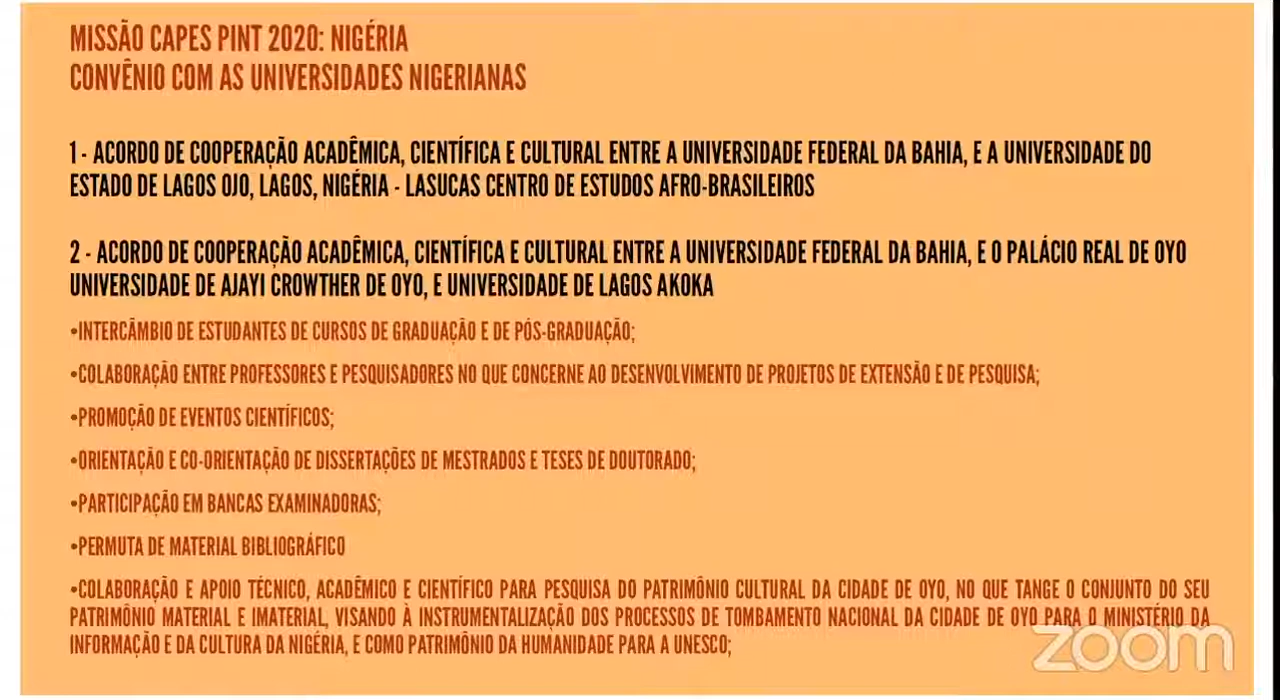 MISSÃO CAPES PINT 2020: NIGÉRIA
CONVÊNIO COM AS UNIVERSIDADES NIGERIANAS
1 - ACORDO DE COOPERAÇÃO ACADÊMICA, CIENTÍFICA E CULTURAL ENTRE A UNIVERSIDADE FEDERAL DA BAHIA, E A UNIVERSIDADE DO
ESTADO DE LAGOS OJO, LAGOS, NIGÉRIA - LASUCAS CENTRO DE ESTUDOS AFRO-BRASILEIROS
2 - ACORDO DE COOPERAÇÃO ACADÊMICA, CIENTÍFICA E CULTURAL ENTRE A UNIVERSIDADE FEDERAL DA BAHIA, E O PALÁCIO REAL DE OYO
UNIVERSIDADE DE AJAYI CROWTHER DE OYO, E UNIVERSIDADE DE LAGOS AKOKA
•INTERCÂMBIO DE ESTUDANTES DE CURSOS DE GRADUAÇÃO E DE PÓS-GRADUAÇÃO;
•COLABORAÇÃO ENTRE PROFESSORES E PESQUISADORES NO QUE CONCERNE AO DESENVOLVIMENTO DE PROJETOS DE EXTENSÃO E DE PESQUISA;
•PROMOÇÃO DE EVENTOS CIENTÍFICOS;
•ORIENTAÇÃO E CO-ORIENTAÇÃO DE DISSERTAÇÕES DE MESTRADOS E TESES DE DOUTORADO;
•PARTICIPAÇÃO EM BANCAS EXAMINADORAS;
•PERMUTA DE MATERIAL BIBLIOGRÁFICO
•COLABORAÇÃO E APOIO TÉCNICO, ACADÊMICO E CIENTÍFICO PARA PESQUISA DO PATRIMÔNIO CULTURAL DA CIDADE DE OYO, NO QUE TANGE O CONJUNTO DO SEU
PATRIMÔNIO MATERIAL E IMATERIAL, VISANDO À INSTRUMENTALIZAÇÃO DOS PROCESSOS DE TOMBAMENTO NACIONAL DA CIDADE DE OYO PARA O MINISTÉRIO DA
INFORMAÇÃO E DA CULTURA DA NIGÉRIA, E COMO PATRIMÔNIO DA HUMANIDADE PARA A UNESCO;
zoom